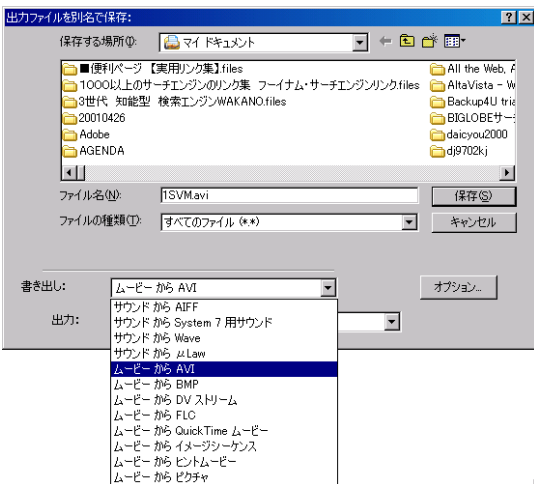 出力ファイルを別名で保存:
保存する場所(I):
マイ ドキュメント
■便利ページ 【実用リンク集】.files
1000以上のサーチエンジンのリンク集 フーイナム・サーチエンジンリンク.files
3世代 知能型 検索エンジンWAKANO.files
20010426
Adobe
AGENDA
All the Web, A
AltaVista - W
Backup4U tria
BIGLOBEサー
daicyou2000
dj9702kj
ファイル名(N):
1SVM.avi
保存(S)
ファイルの種類(T):
すべてのファイル (*.*)
キャンセル
書き出し:
ムービー から AVI
オプション...
出力:
サウンド から AIFF
サウンド から System 7 用サウンド
サウンド から Wave
サウンド から μLaw
ムービー から AVI
ムービー から BMP
ムービー から DV ストリーム
ムービー から FLC
ムービー から QuickTime ムービー
ムービー から イメージシーケンス
ムービー から ヒントムービー
ムービー から ピクチャ